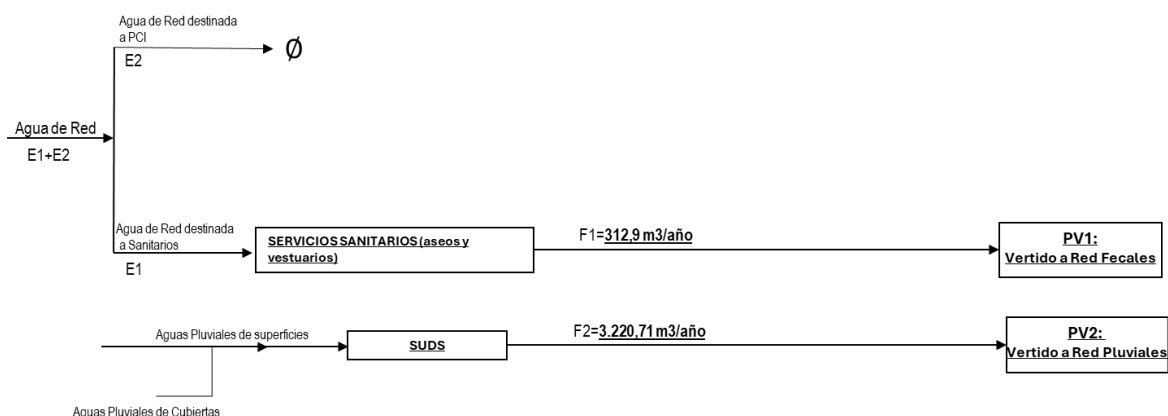 Agua de Red destinada
a PCI
E2
Ø
Agua de Red
E1+E2
Agua de Red destinada
a Sanitarios
E1
SERVICIOS SANITARIOS (aseos y
vestuarios)
F1=312,9 m3/año
PV1:
Vertido a Red Fecales
Aguas Pluviales de superficies
SUDS
F2=3.220,71 m3/año
PV2:
Vertido a Red Pluviales
Aguas Pluviales de Cubiertas